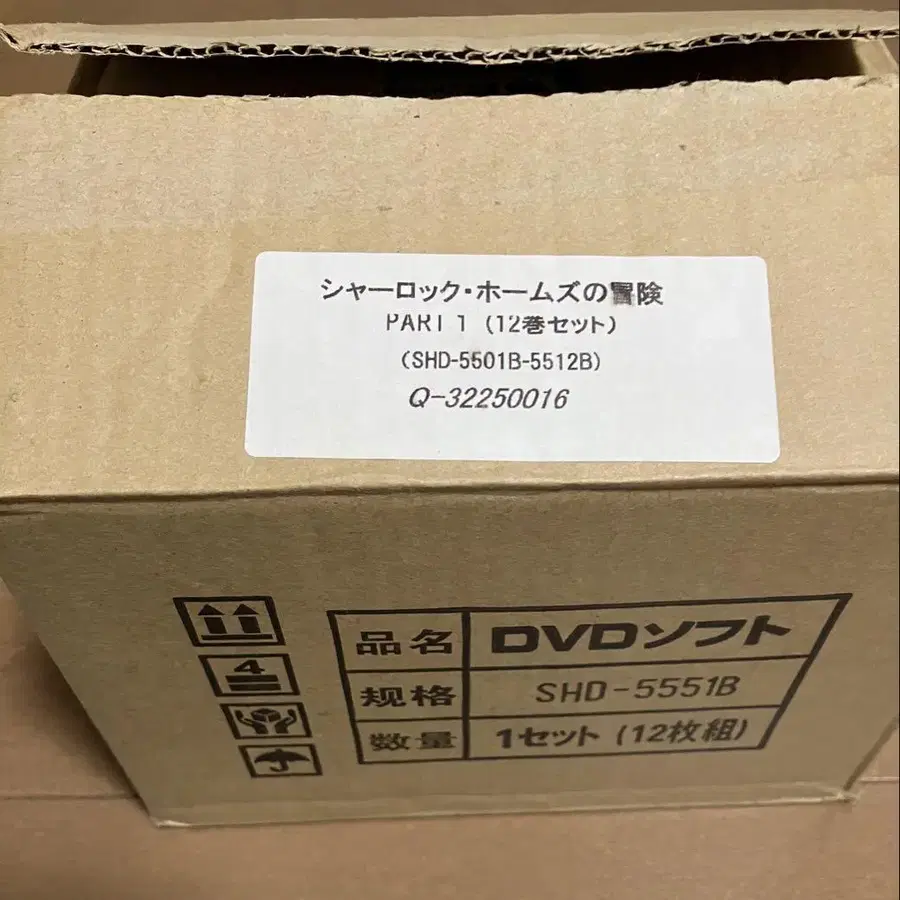 シャーロック・ホームズの冒険
PART 1 (12巻セット)
(SHD-5501B-5512B)
Q-32250016
4
品名 DVDソフト
规格 SHD-5551B
数量 1セット (12枚組)